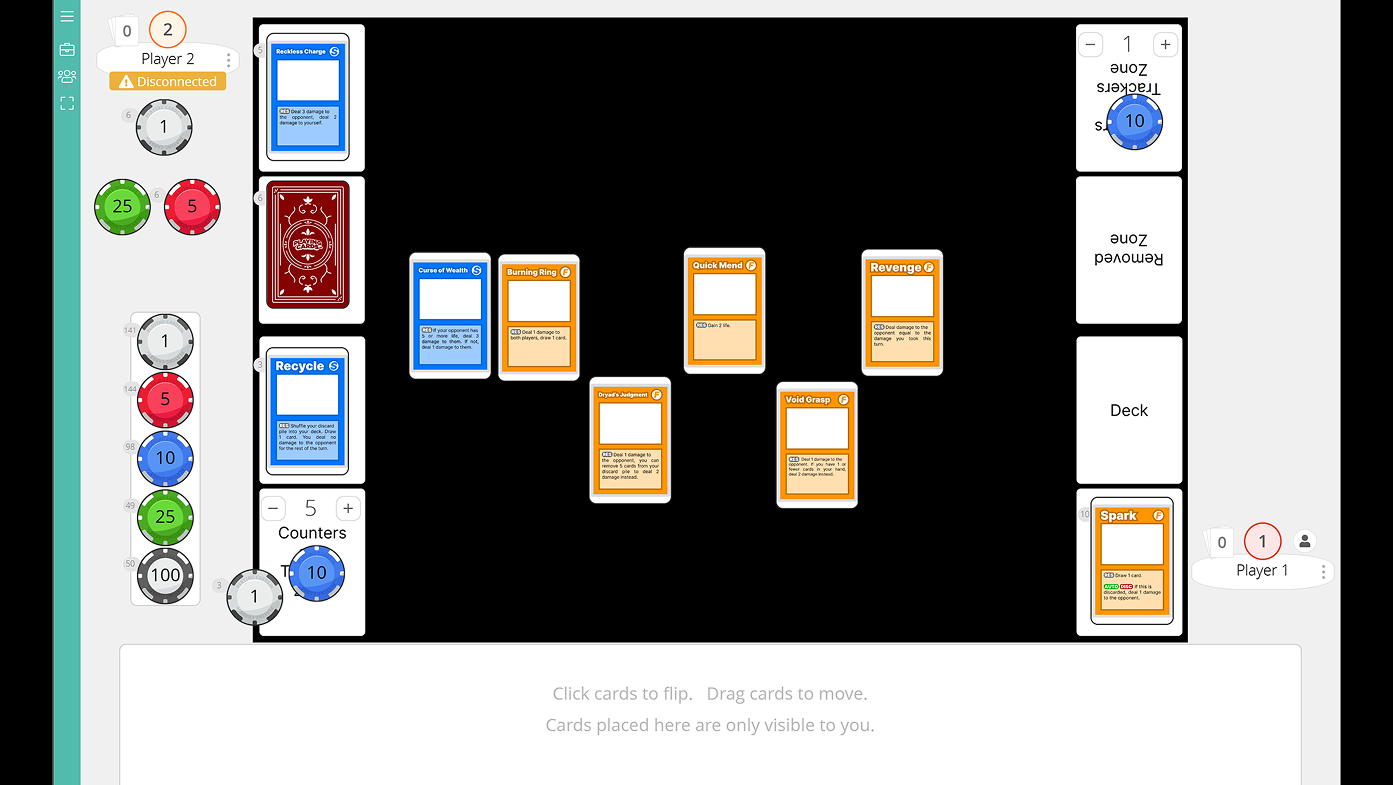 0
2
Player 2
Disconnected
6
1
25
6
5
141
1
144
5
98
10
49
25
50
100
5
Reckless Charge S
RES Deal 3 damage to
the opponent, deal 2
damage to yourself.
6
PLAYING
CARDS
3
Recycle S
RES Shuffle your discard
pile into your deck. Draw
1 card. You deal no
damage to the opponent
for the rest of the turn.
− 5 +
Counters
10
3
1
Curse of Wealth S
RES If your opponent has
5 or more life, deal 3
damage to them. If not,
deal 1 damage to them.
Burning Ring F
RES Deal 1 damage to
both players, draw 1 card.
Dryad's Judgment F
RES Deal 1 damage to
the opponent, you can
remove 5 cards from your
discard pile to deal 2
damage instead.
Quick Mend F
RES Gain 2 life.
Void Grasp F
RES Deal 1 damage to the
opponent. If you have 1 or
fewer cards in your hand,
deal 2 damage instead.
Revenge F
RES Deal damage to the
opponent equal to the
damage you took this
turn.
− 1 +
Trackers
Zone
10
Removed
Zone
Deck
10
Spark F
RES Draw 1 card.
AUTO DISC If this is
discarded, deal 1 damage
to the opponent.
0
1
Player 1
Click cards to flip. Drag cards to move.
Cards placed here are only visible to you.